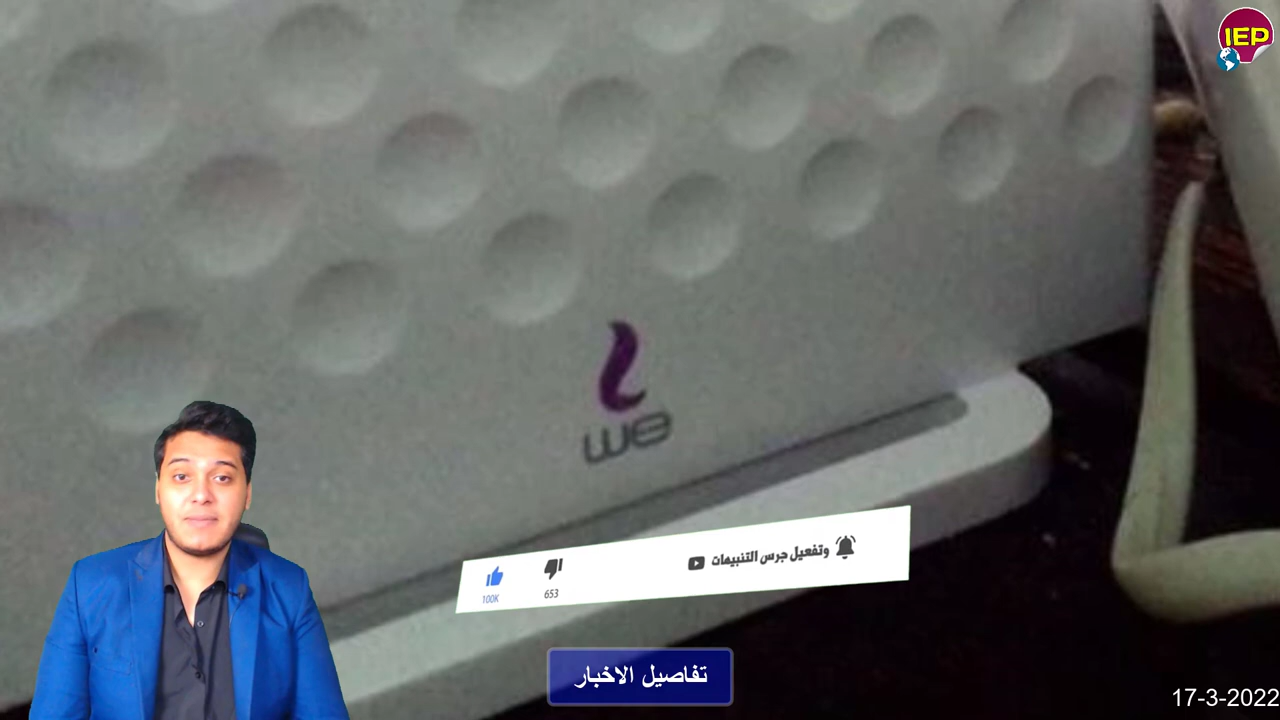 IEP
we
وتفعيل جرس التنبيهات
100K
653
تفاصيل الاخبار
17-3-2022